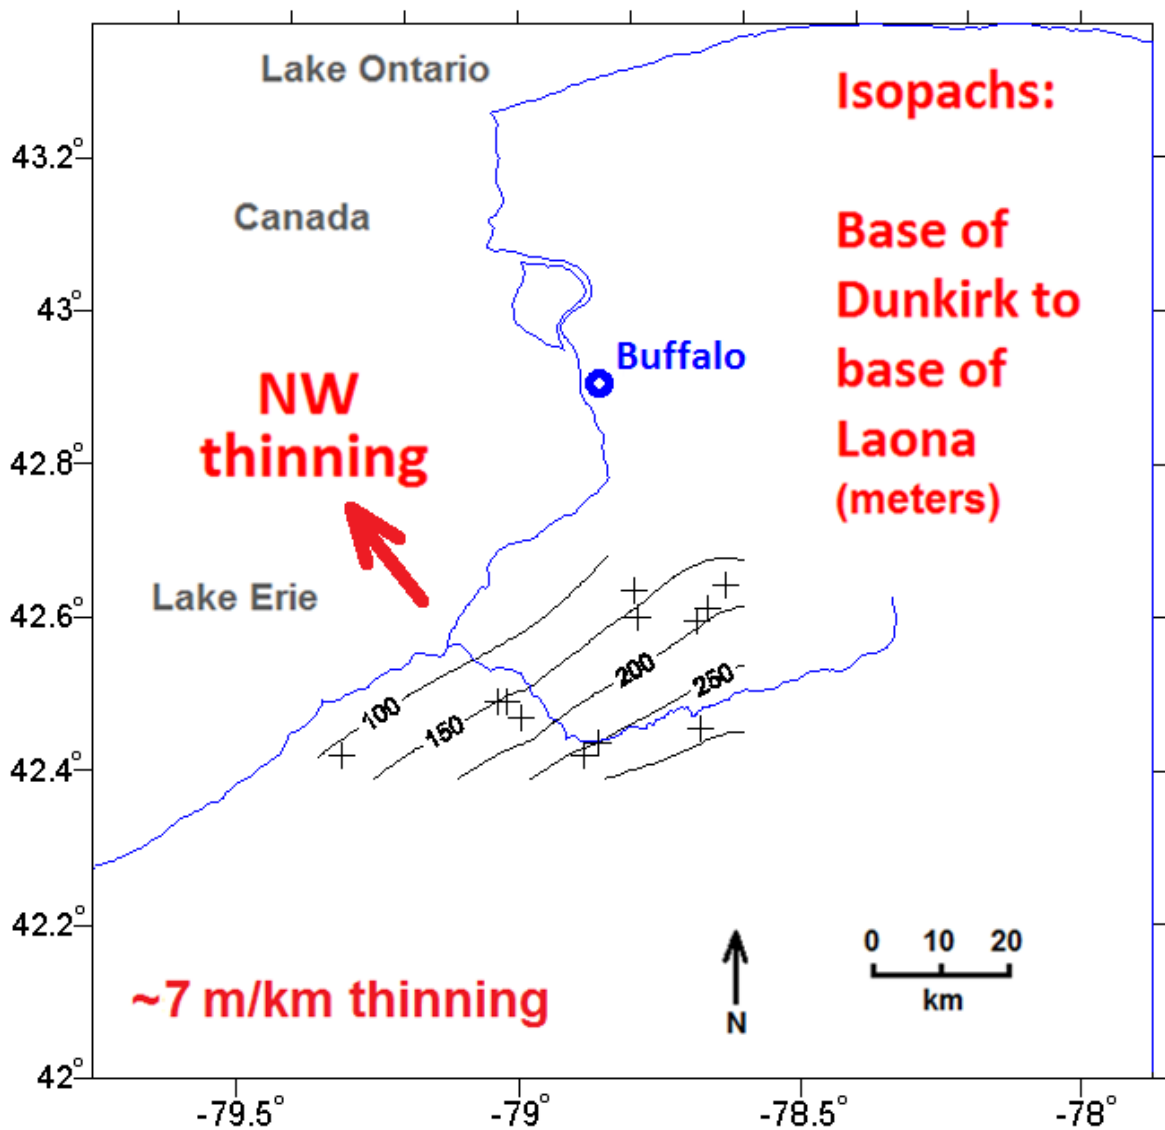 Lake Ontario
Isopachs:
43.2°
Canada
Base of
Dunkirk to
base of
Laona
(meters)
43°
Buffalo
NW
thinning
42.8°
Lake Erie
42.6°
200
250
100
150
42.4°
42.2°
0 10 20
km
N
~7 m/km thinning
42°
-79.5° -79° -78.5° -78°